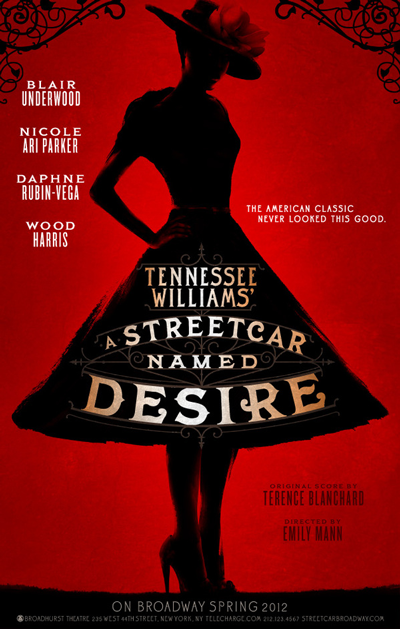 BLAIR
UNDERWOOD
NICOLE
ARI PARKER
DAPHNE
RUBIN-VEGA
WOOD
HARRIS
THE AMERICAN CLASSIC
NEVER LOOKED THIS GOOD.
TENNESSEE
WILLIAMS'
A STREETCAR
NAMED
DESIRE
ORIGINAL SCORE BY
TERENCE BLANCHARD
DIRECTED BY
EMILY MANN
ON BROADWAY SPRING 2012
BROADHURST THEATRE 235 WEST 44TH STREET, NEW YORK, NY TELECHARGE.COM 212.123.4567 STREETCARBROADWAY.COM